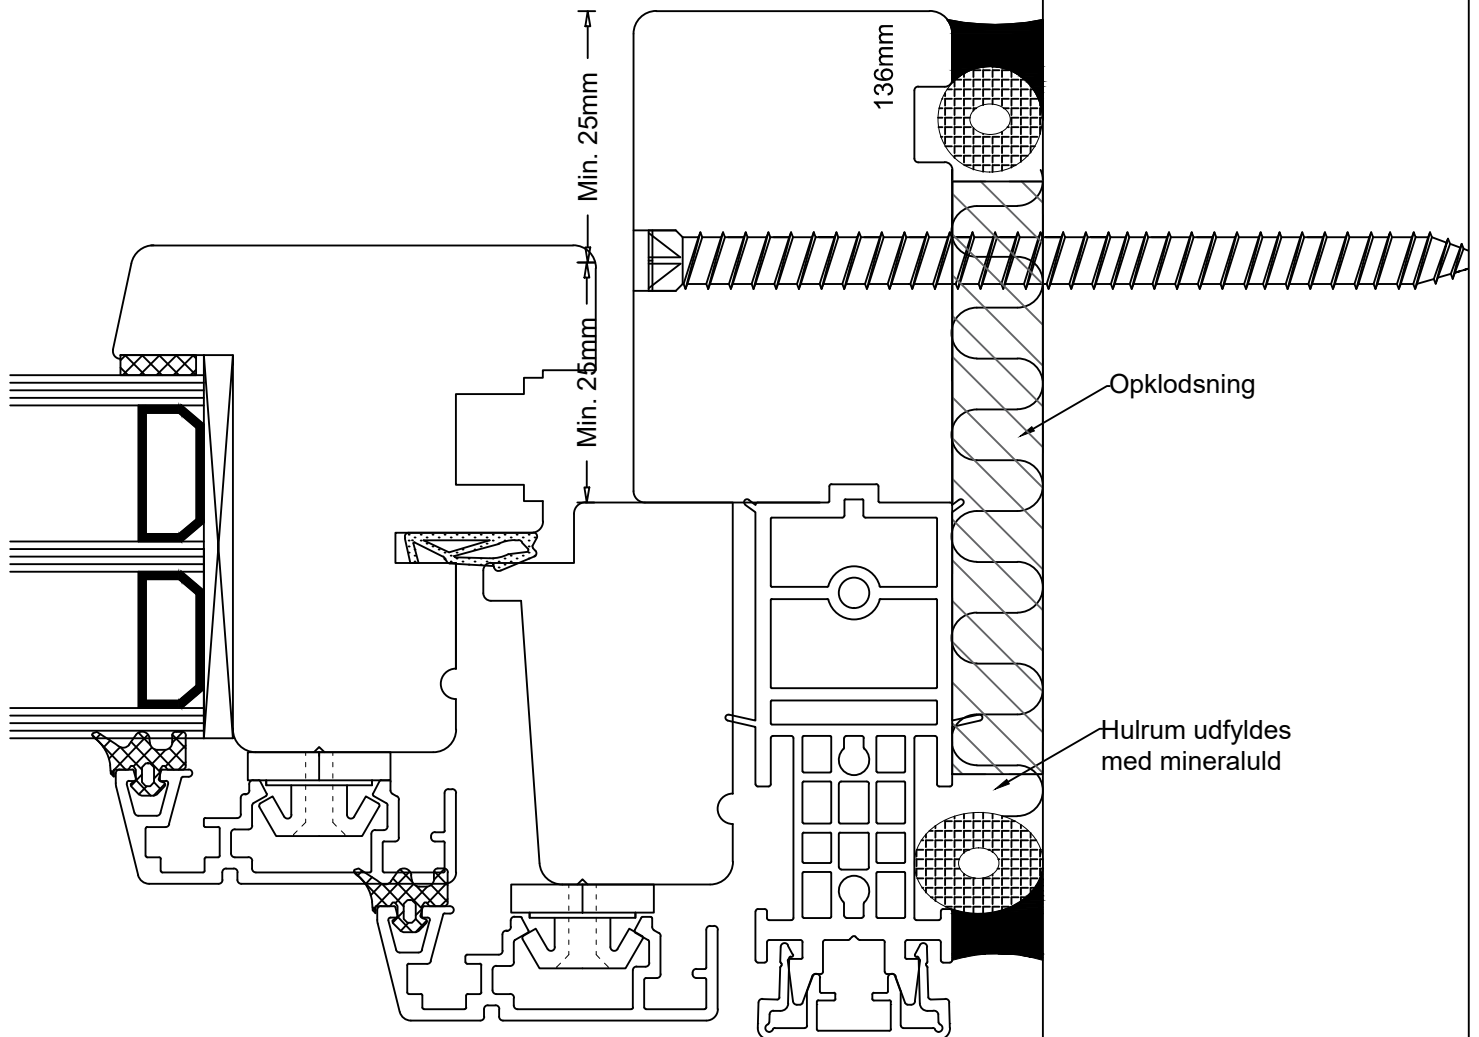 136mm
Min. 25mm
Min. 25mm
Opklodsning
Hulrum udfyldes
med mineraluld